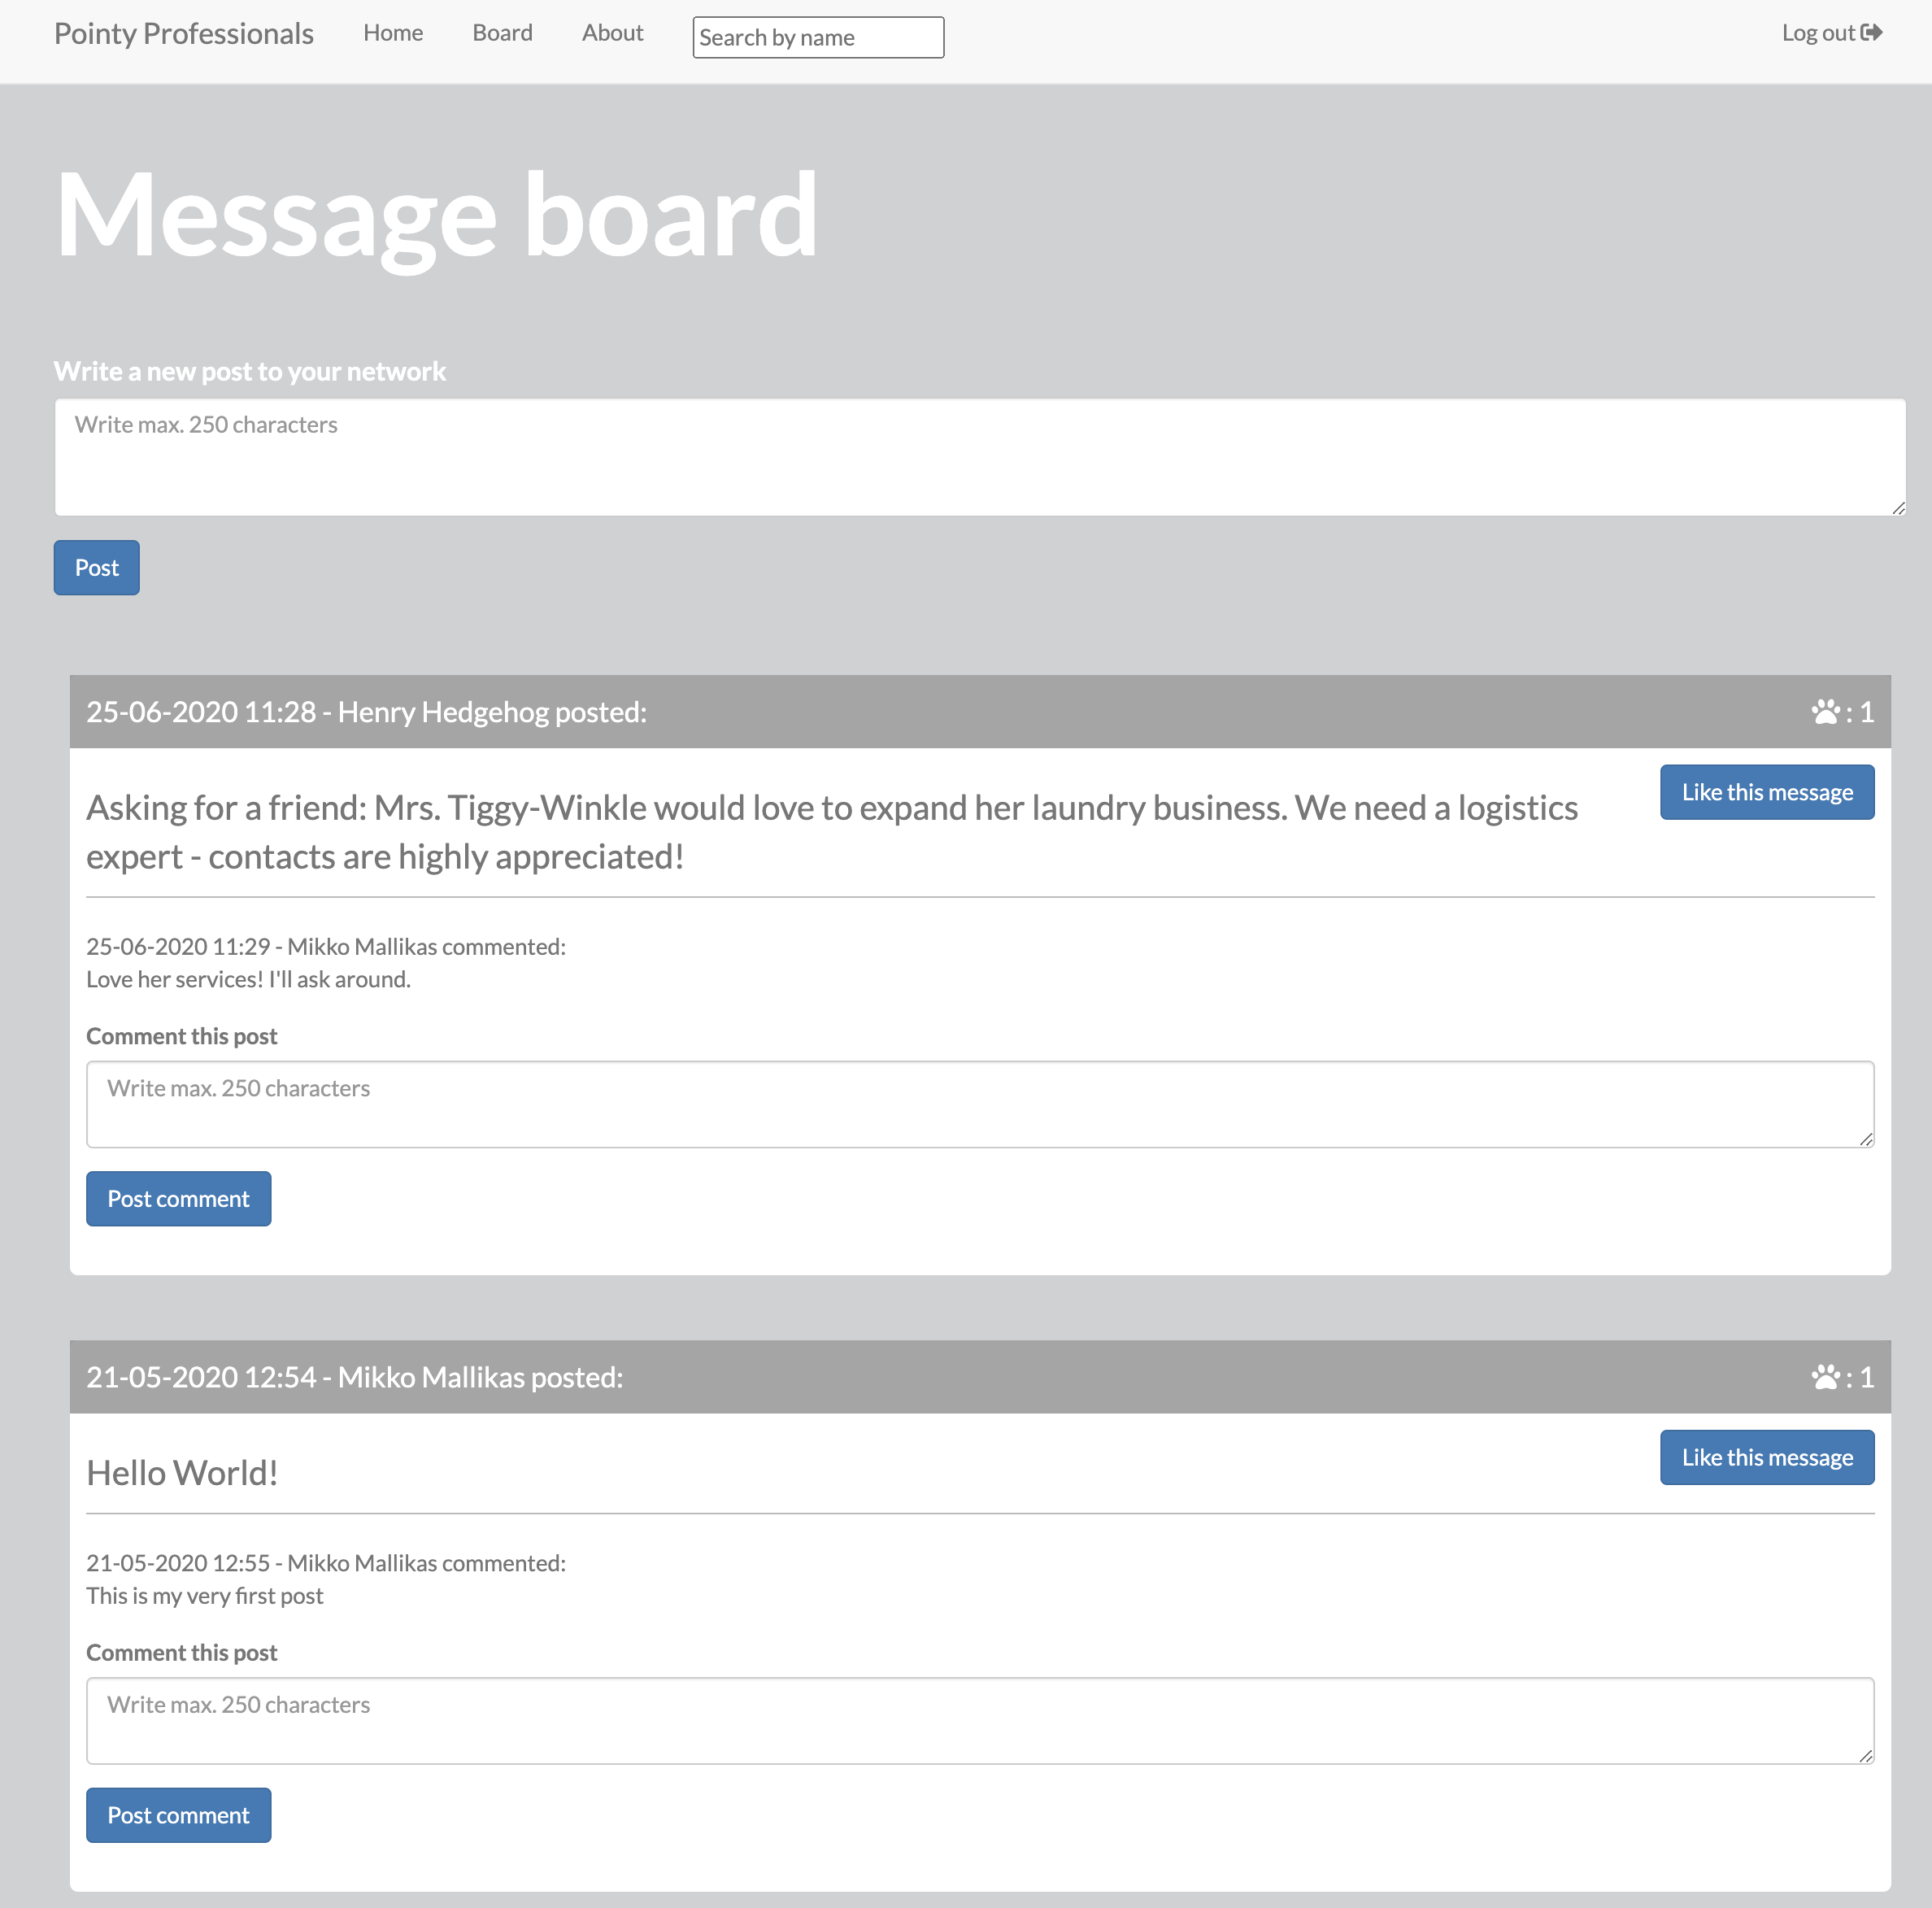 Pointy Professionals Home Board About Search by name Log out
Message board
Write a new post to your network
Write max. 250 characters
Post
25-06-2020 11:28 - Henry Hedgehog posted: : 1
Like this message
Asking for a friend: Mrs. Tiggy-Winkle would love to expand her laundry business. We need a logistics
expert - contacts are highly appreciated!
25-06-2020 11:29 - Mikko Mallikas commented:
Love her services! I'll ask around.
Comment this post
Write max. 250 characters
Post comment
21-05-2020 12:54 - Mikko Mallikas posted: : 1
Like this message
Hello World!
21-05-2020 12:55 - Mikko Mallikas commented:
This is my very first post
Comment this post
Write max. 250 characters
Post comment